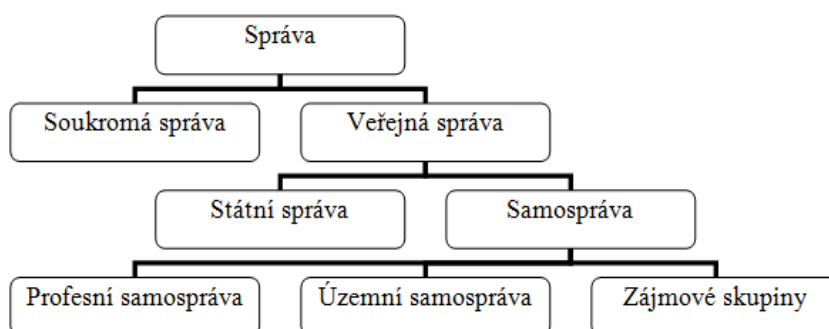 Správa
Soukromá správa
Veřejná správa
Státní správa
Samospráva
Profesní samospráva
Územní samospráva
Zájmové skupiny